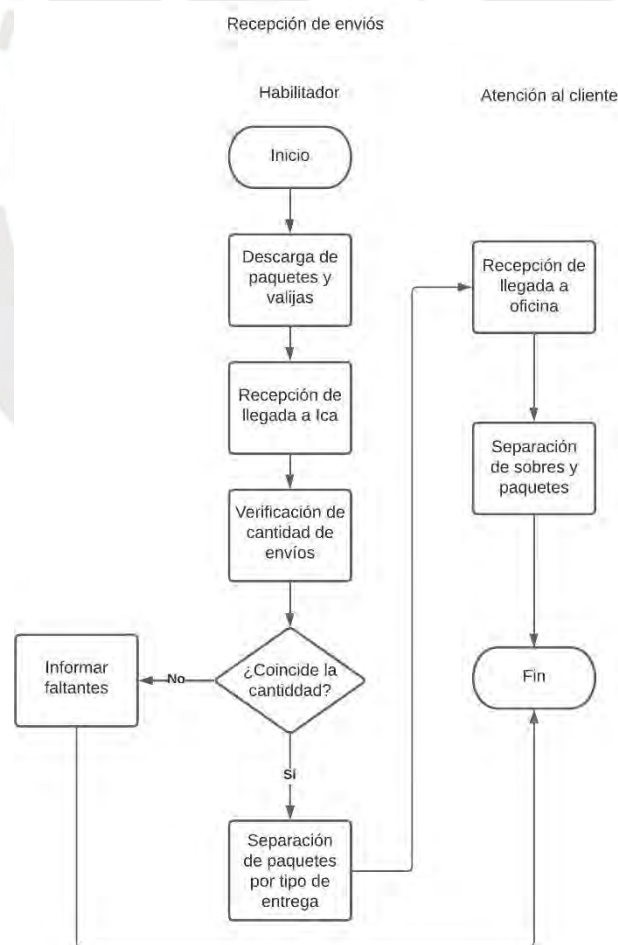 Recepción de enviós
Habilitador
Atención al cliente
Inicio
Descarga de
paquetes y
valijas
Recepción de
llegada a Ica
Verificación de
cantidad de
envíos
¿Coincide la
cantiddad?
No
Informar
faltantes
Sí
Separación
de paquetes
por tipo de
entrega
Recepción de
llegada a
oficina
Separación
de sobres y
paquetes
Fin